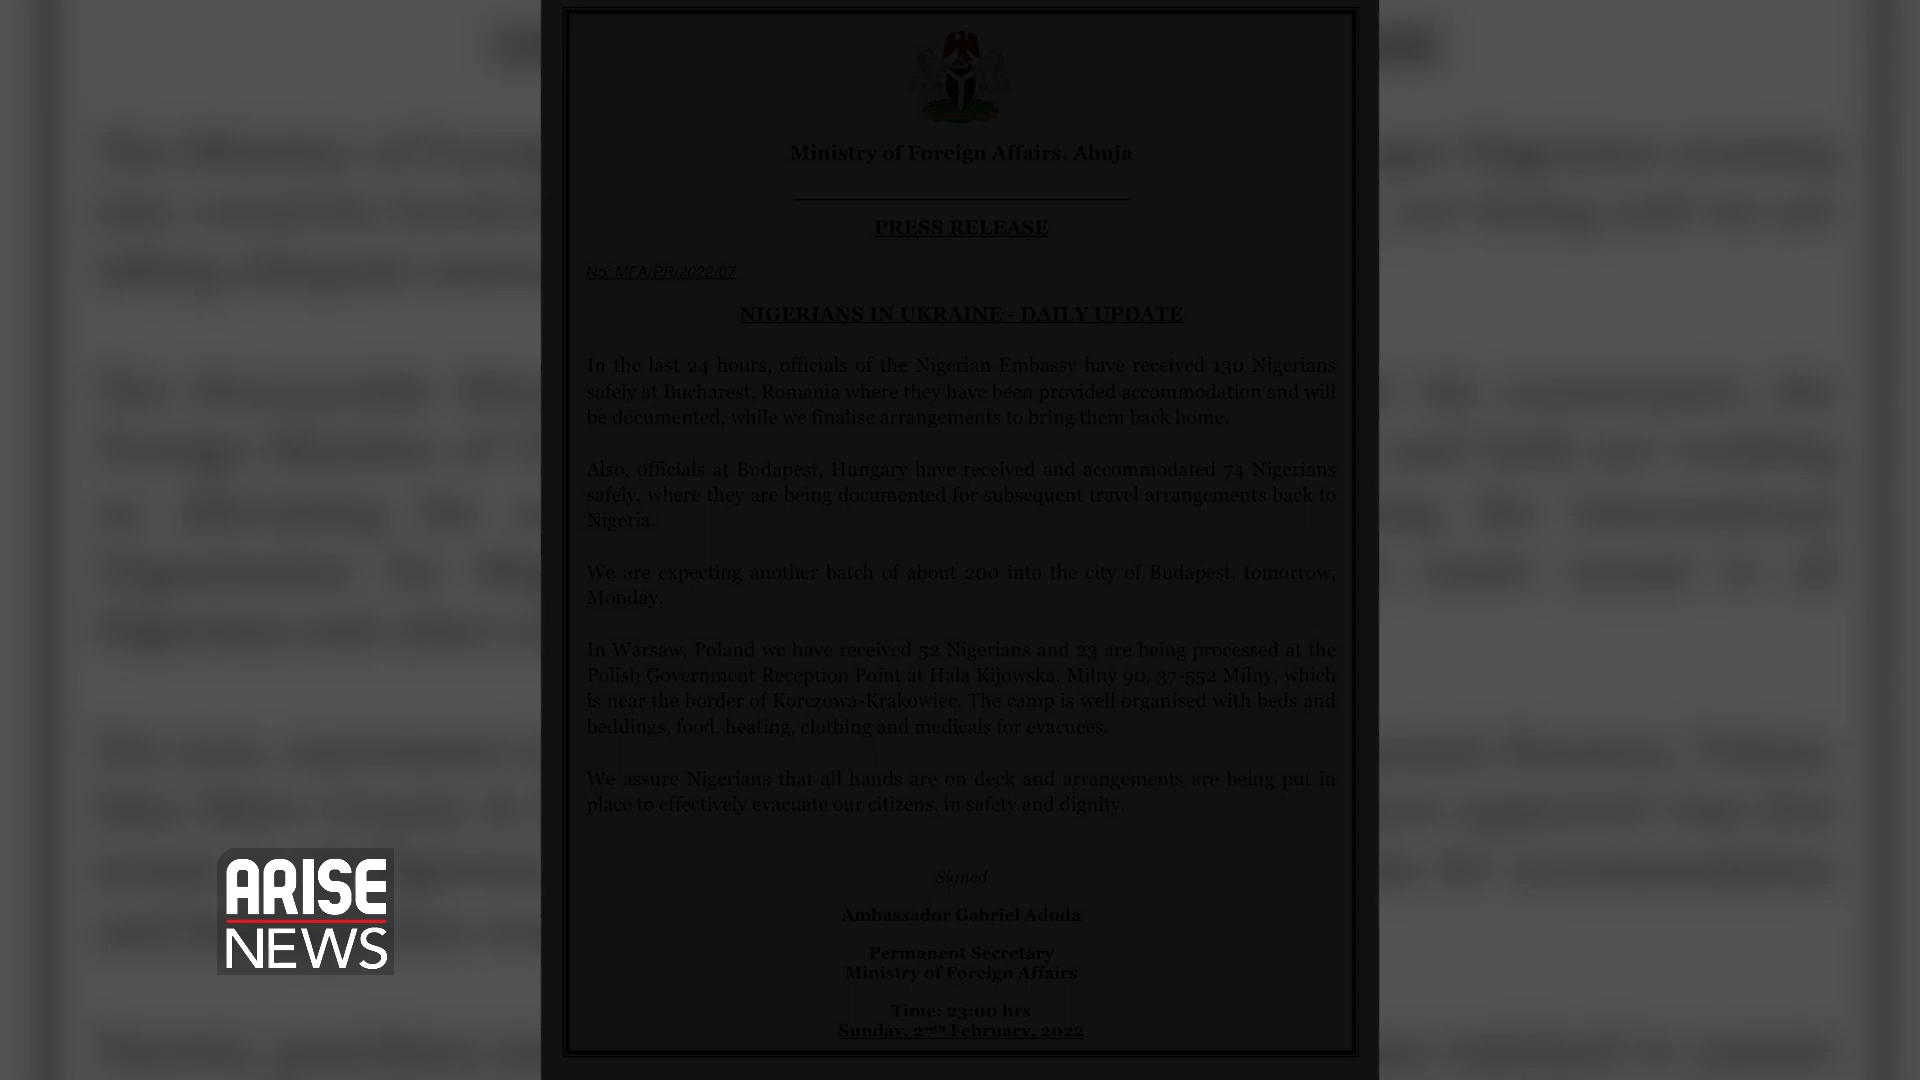 Ministry of Foreign Affairs, Abuja
PRESS RELEASE
No: MFA/PR/2022/07
NIGERIANS IN UKRAINE - DAILY UPDATE
In the last 24 hours, officials of the Nigerian Embassy have received 130 Nigerians
safely at Bucharest, Romania where they have been provided accommodation and will
be documented, while we finalise arrangements to bring them back home.
Also, officials at Budapest, Hungary have received and accommodated 74 Nigerians
safely, where they are being documented for subsequent travel arrangements back to
Nigeria.
We are expecting another batch of about 200 into the city of Budapest, tomorrow,
Monday.
In Warsaw, Poland we have received 52 Nigerians and 23 are being processed at the
Polish Government Reception Point at Hala Kijowska, Milny 90, 37-552 Milny, which
is near the border of Korczowa-Krakowiec. The camp is well organised with beds and
beddings, food, heating, clothing and medicals for evacuees.
We assure Nigerians that all hands are on deck and arrangements are being put in
place to effectively evacuate our citizens, in safety and dignity.
Signed
Ambassador Gabriel Aduda
Permanent Secretary
Ministry of Foreign Affairs
Time: 23:00 hrs
Sunday, 27th February, 2022
ARISE
NEWS